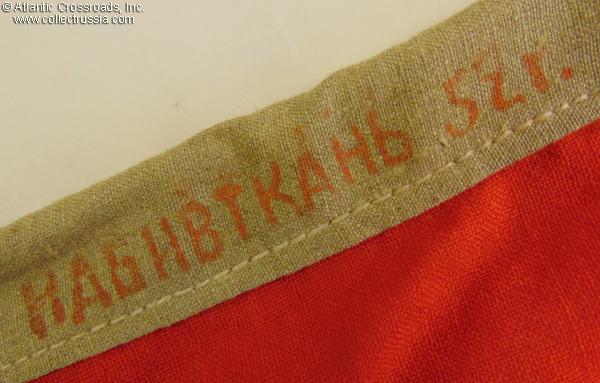 © Atlantic Crossroads, Inc.
www.collectrussia.com
КАБНВТКАНЬ 52г.